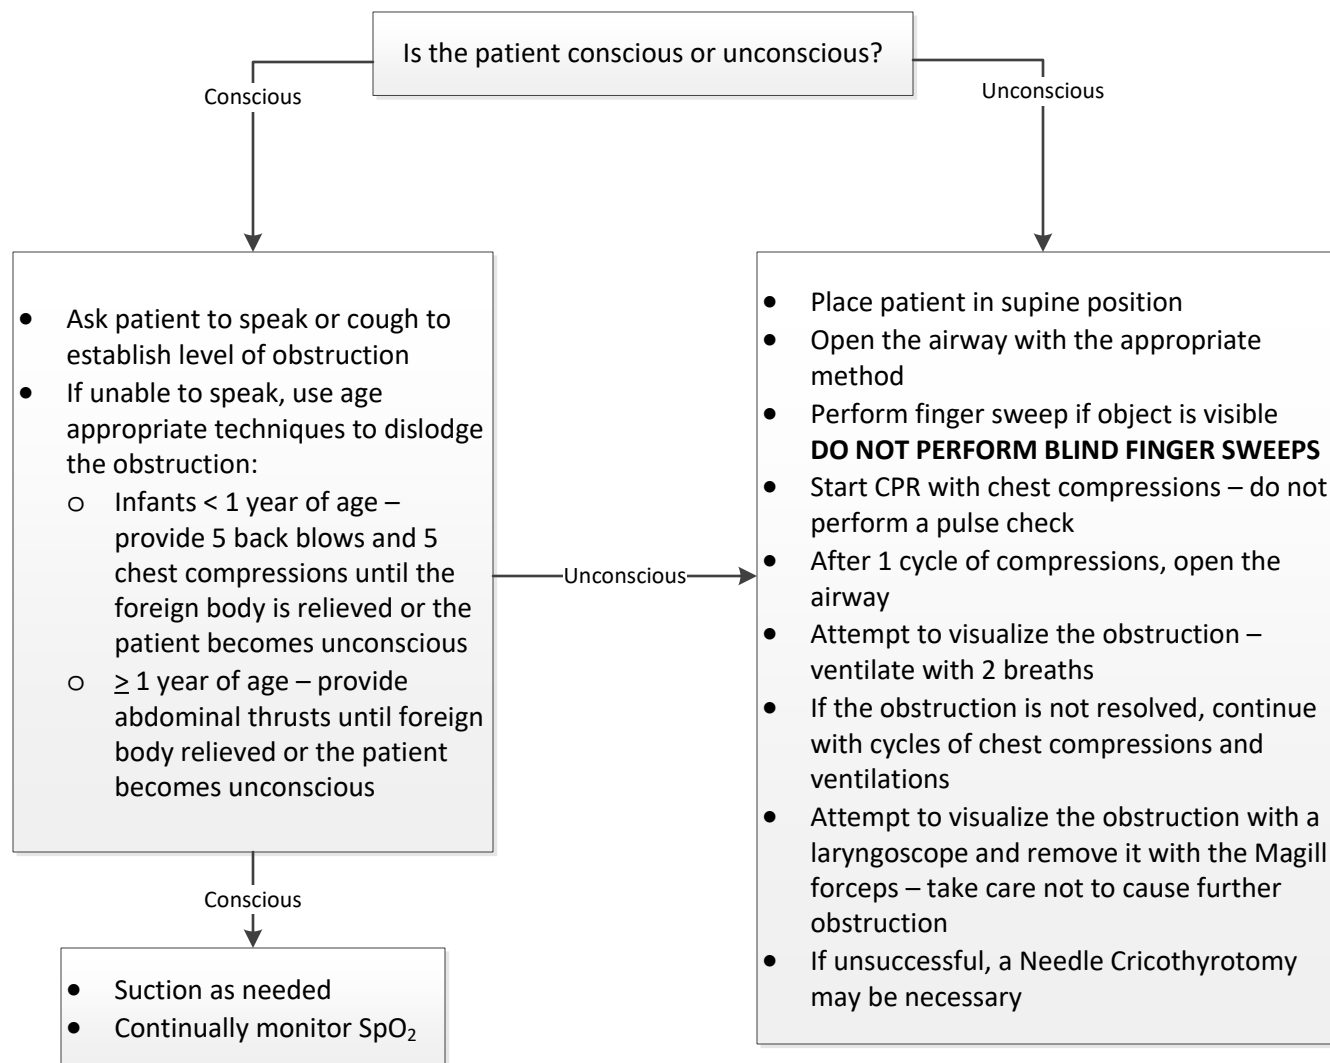 Is the patient conscious or unconscious?
Conscious
Unconscious
• Ask patient to speak or cough to
establish level of obstruction
• If unable to speak, use age
appropriate techniques to dislodge
the obstruction:
o Infants < 1 year of age –
provide 5 back blows and 5
chest compressions until the
foreign body is relieved or the
patient becomes unconscious
o ≥ 1 year of age – provide
abdominal thrusts until foreign
body relieved or the patient
becomes unconscious
Unconscious
• Place patient in supine position
• Open the airway with the appropriate
method
• Perform finger sweep if object is visible
DO NOT PERFORM BLIND FINGER SWEEPS
• Start CPR with chest compressions – do not
perform a pulse check
• After 1 cycle of compressions, open the
airway
• Attempt to visualize the obstruction –
ventilate with 2 breaths
• If the obstruction is not resolved, continue
with cycles of chest compressions and
ventilations
• Attempt to visualize the obstruction with a
laryngoscope and remove it with the Magill
forceps – take care not to cause further
obstruction
• If unsuccessful, a Needle Cricothyrotomy
may be necessary
Conscious
• Suction as needed
• Continually monitor SpO₂